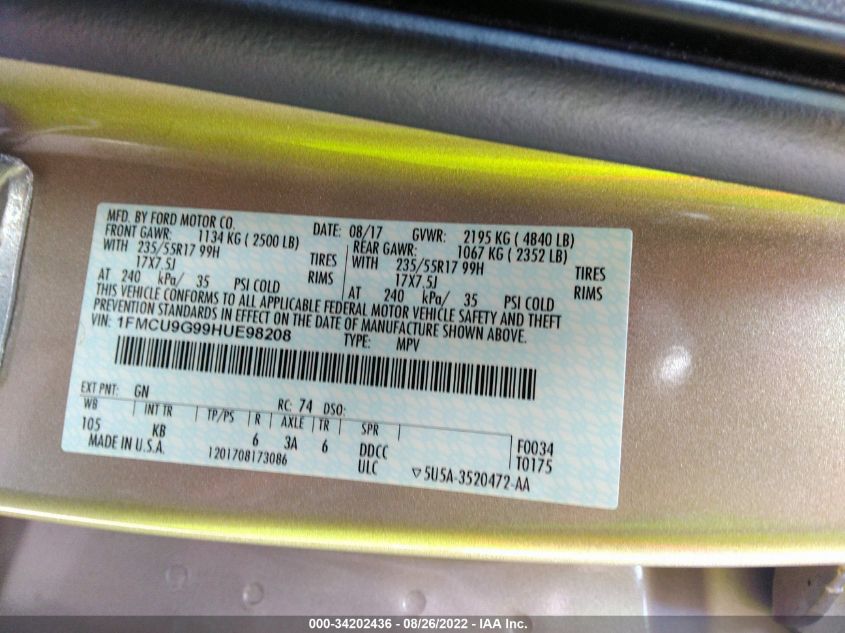 MFD. BY FORD MOTOR CO. DATE: 08/17 GVWR: 2195 KG ( 4840 LB)
FRONT GAWR: 1134 KG ( 2500 LB) REAR GAWR: 1067 KG ( 2352 LB)
WITH 235/55R17 99H TIRES WITH 235/55R17 99H TIRES
17X7.5J RIMS 17X7.5J RIMS
AT 240 kPa/ 35 PSI COLD AT 240 kPa/ 35 PSI COLD
THIS VEHICLE CONFORMS TO ALL APPLICABLE FEDERAL MOTOR VEHICLE SAFETY AND THEFT
PREVENTION STANDARDS IN EFFECT ON THE DATE OF MANUFACTURE SHOWN ABOVE.
VIN: 1FMCU9G99HUE98208 TYPE: MPV
EXT PNT: GN RC: 74 DSO:
WB INT TR TP/PS R AXLE TR SPR
105 KB 6 3A 6 DDCC F0034
MADE IN U.S.A. 1201708173086 ULC T0175
▽5U5A-3520472-AA
000-34202436 - 08/26/2022 - IAA Inc.